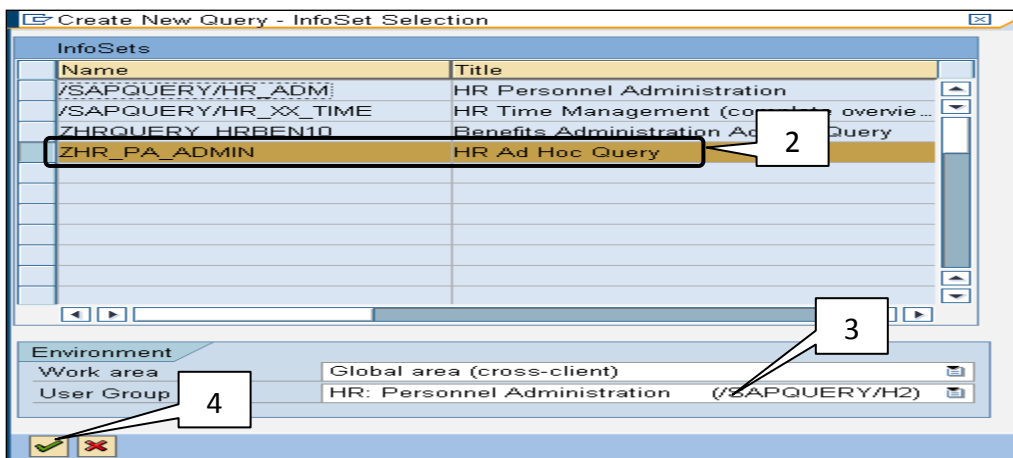 Create New Query - InfoSet Selection
InfoSets
Name Title
/SAPQUERY/HR_ADM HR Personnel Administration
/SAPQUERY/HR_XX_TIME HR Time Management ( overvie...
ZHRQUERY_HRBEN10 Benefits Administration Query
2
ZHR_PA_ADMIN HR Ad Hoc Query
3
Environment
Work area Global area (cross-client)
User Group HR: Personnel Administration (/SAPQUERY/H2)
4